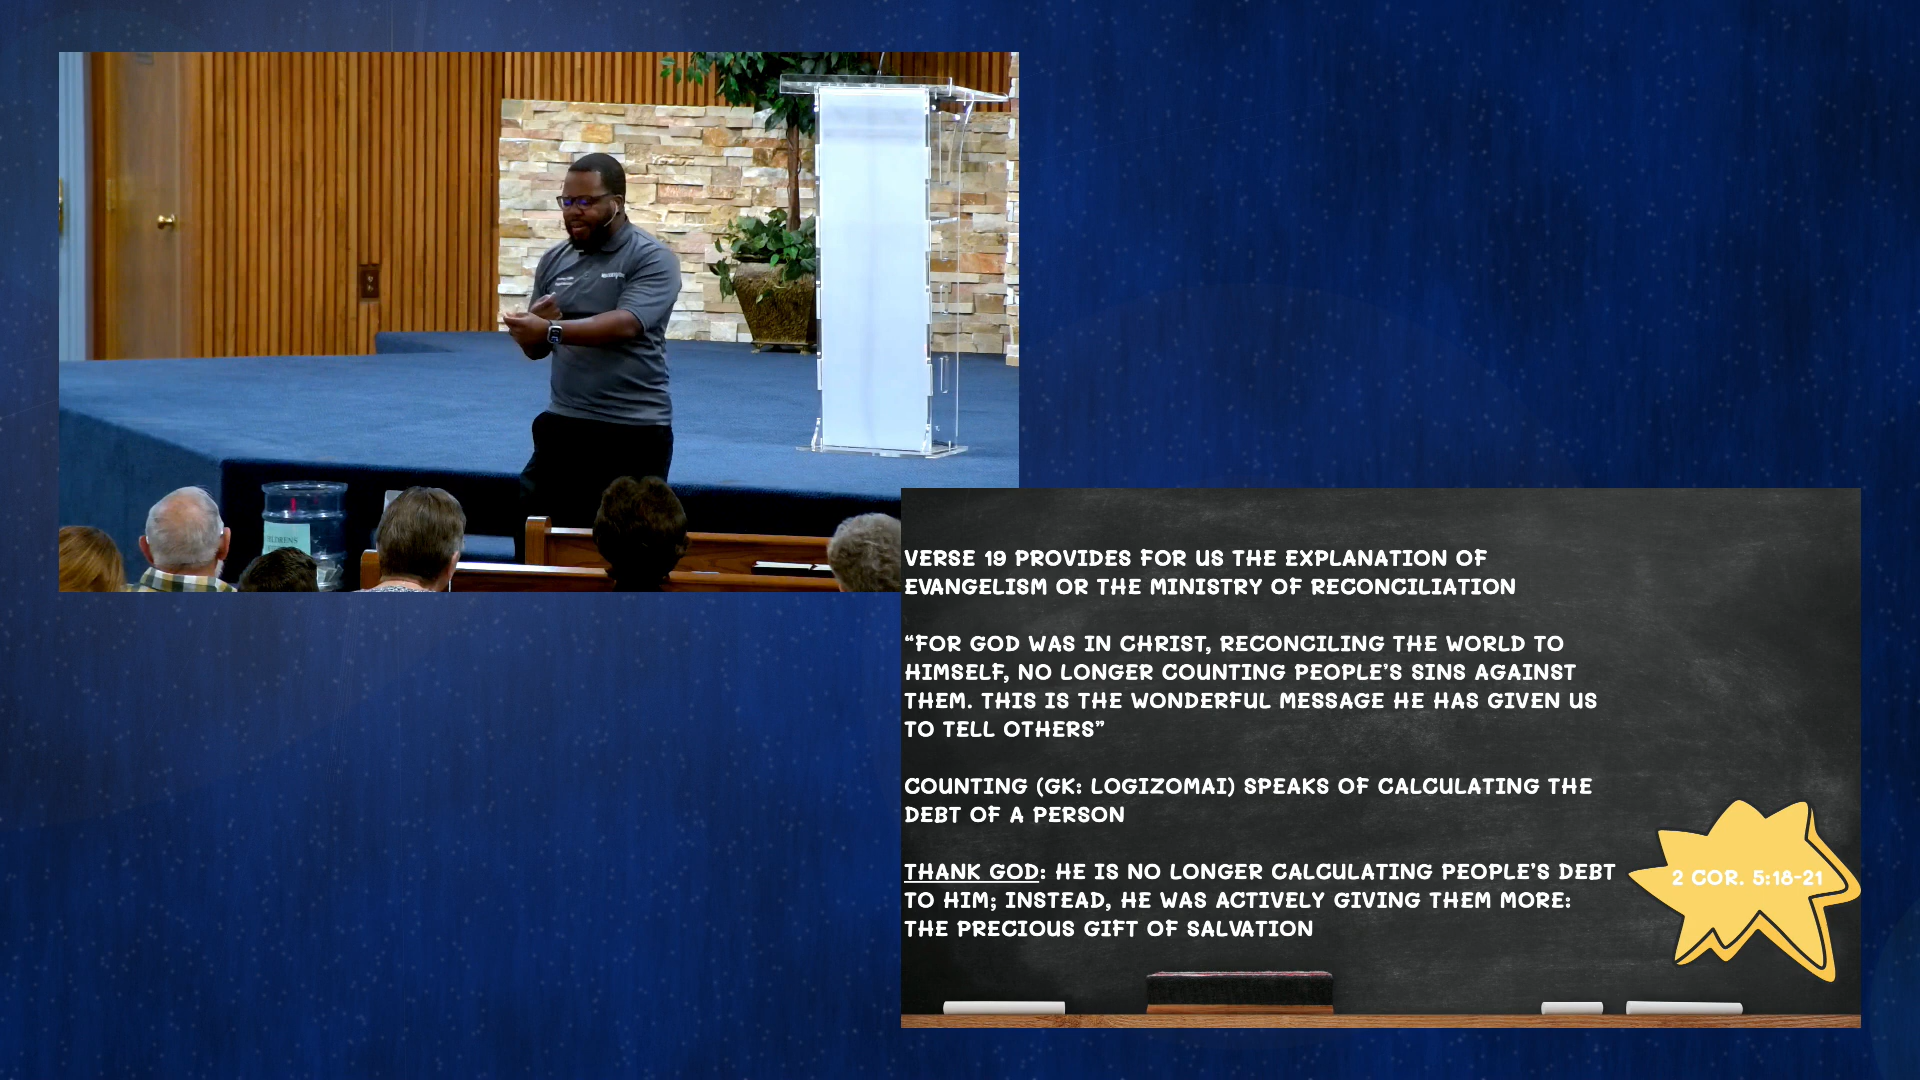 ILDRENS
VERSE 19 PROVIDES FOR US THE EXPLANATION OF
EVANGELISM OR THE MINISTRY OF RECONCILIATION
“FOR GOD WAS IN CHRIST, RECONCILING THE WORLD TO
HIMSELF, NO LONGER COUNTING PEOPLE’S SINS AGAINST
THEM. THIS IS THE WONDERFUL MESSAGE HE HAS GIVEN US
TO TELL OTHERS”
COUNTING (GK: LOGIZOMAI) SPEAKS OF CALCULATING THE
DEBT OF A PERSON
THANK GOD: HE IS NO LONGER CALCULATING PEOPLE’S DEBT
TO HIM; INSTEAD, HE WAS ACTIVELY GIVING THEM MORE:
THE PRECIOUS GIFT OF SALVATION
2 COR. 5:18-21